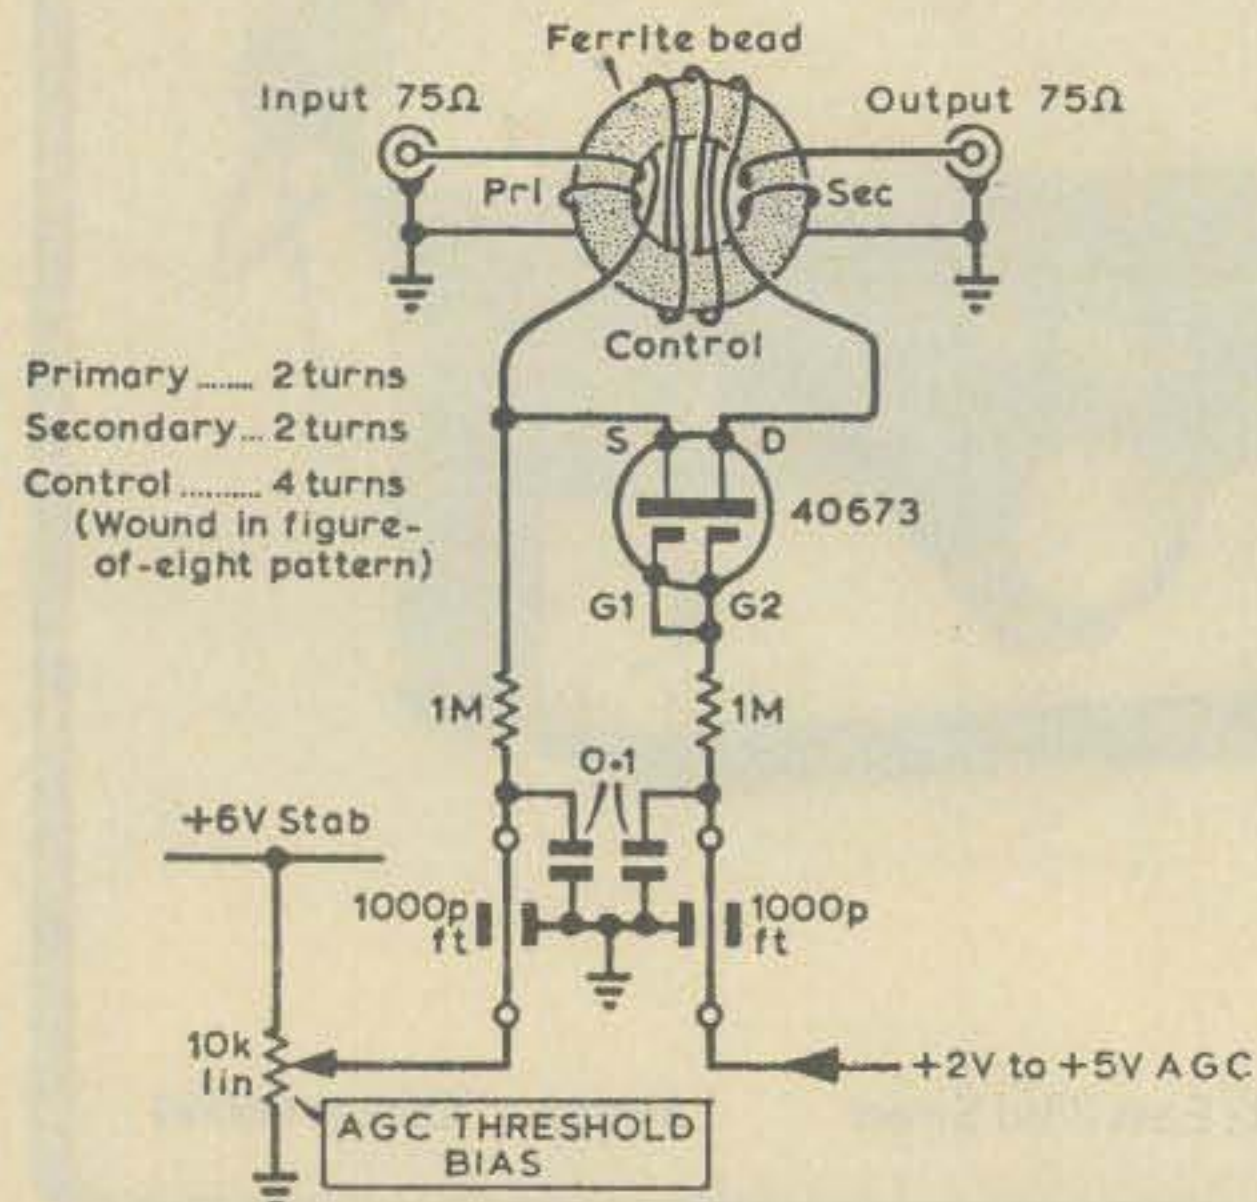 Ferrite bead
Input 75Ω
Output 75Ω
Pri
Sec
Control
Primary ........ 2 turns
Secondary... 2 turns
Control .......... 4 turns
(Wound in figure-
of-eight pattern)
S
D
40673
G1
G2
1M
1M
0·1
+6V Stab
1000p
ft
1000p
ft
10k
lin
+2V to +5V AGC
AGC THRESHOLD
BIAS